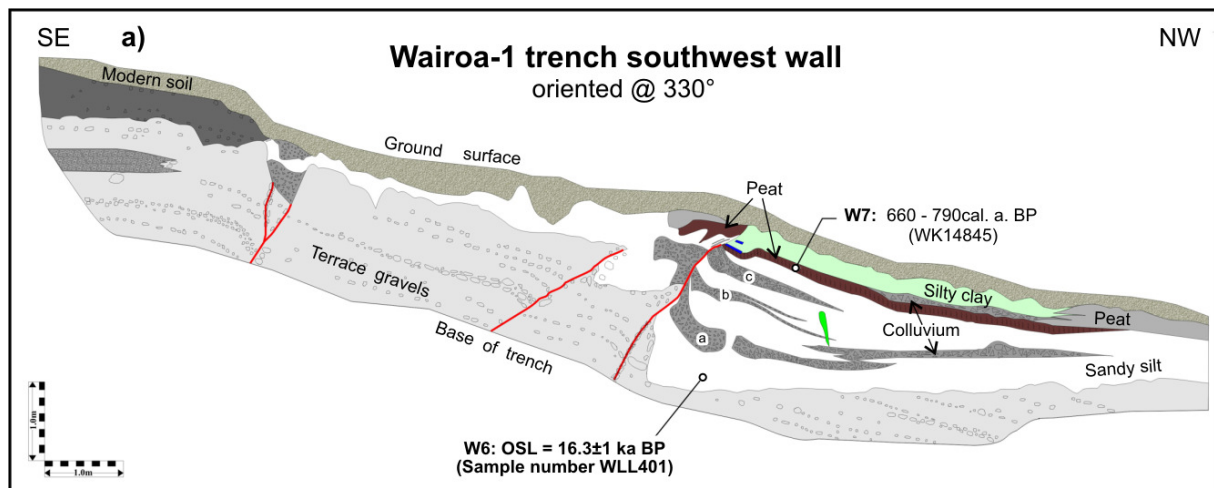 SE
a)
Wairoa-1 trench southwest wall
oriented @ 330°
NW
Modern soil
Ground surface
Peat
W7: 660 - 790cal. a. BP
(WK14845)
Terrace gravels
c
b
a
Silty clay
Peat
Colluvium
Base of trench
Sandy silt
1.0m
1.0m
W6: OSL = 16.3±1 ka BP
(Sample number WLL401)